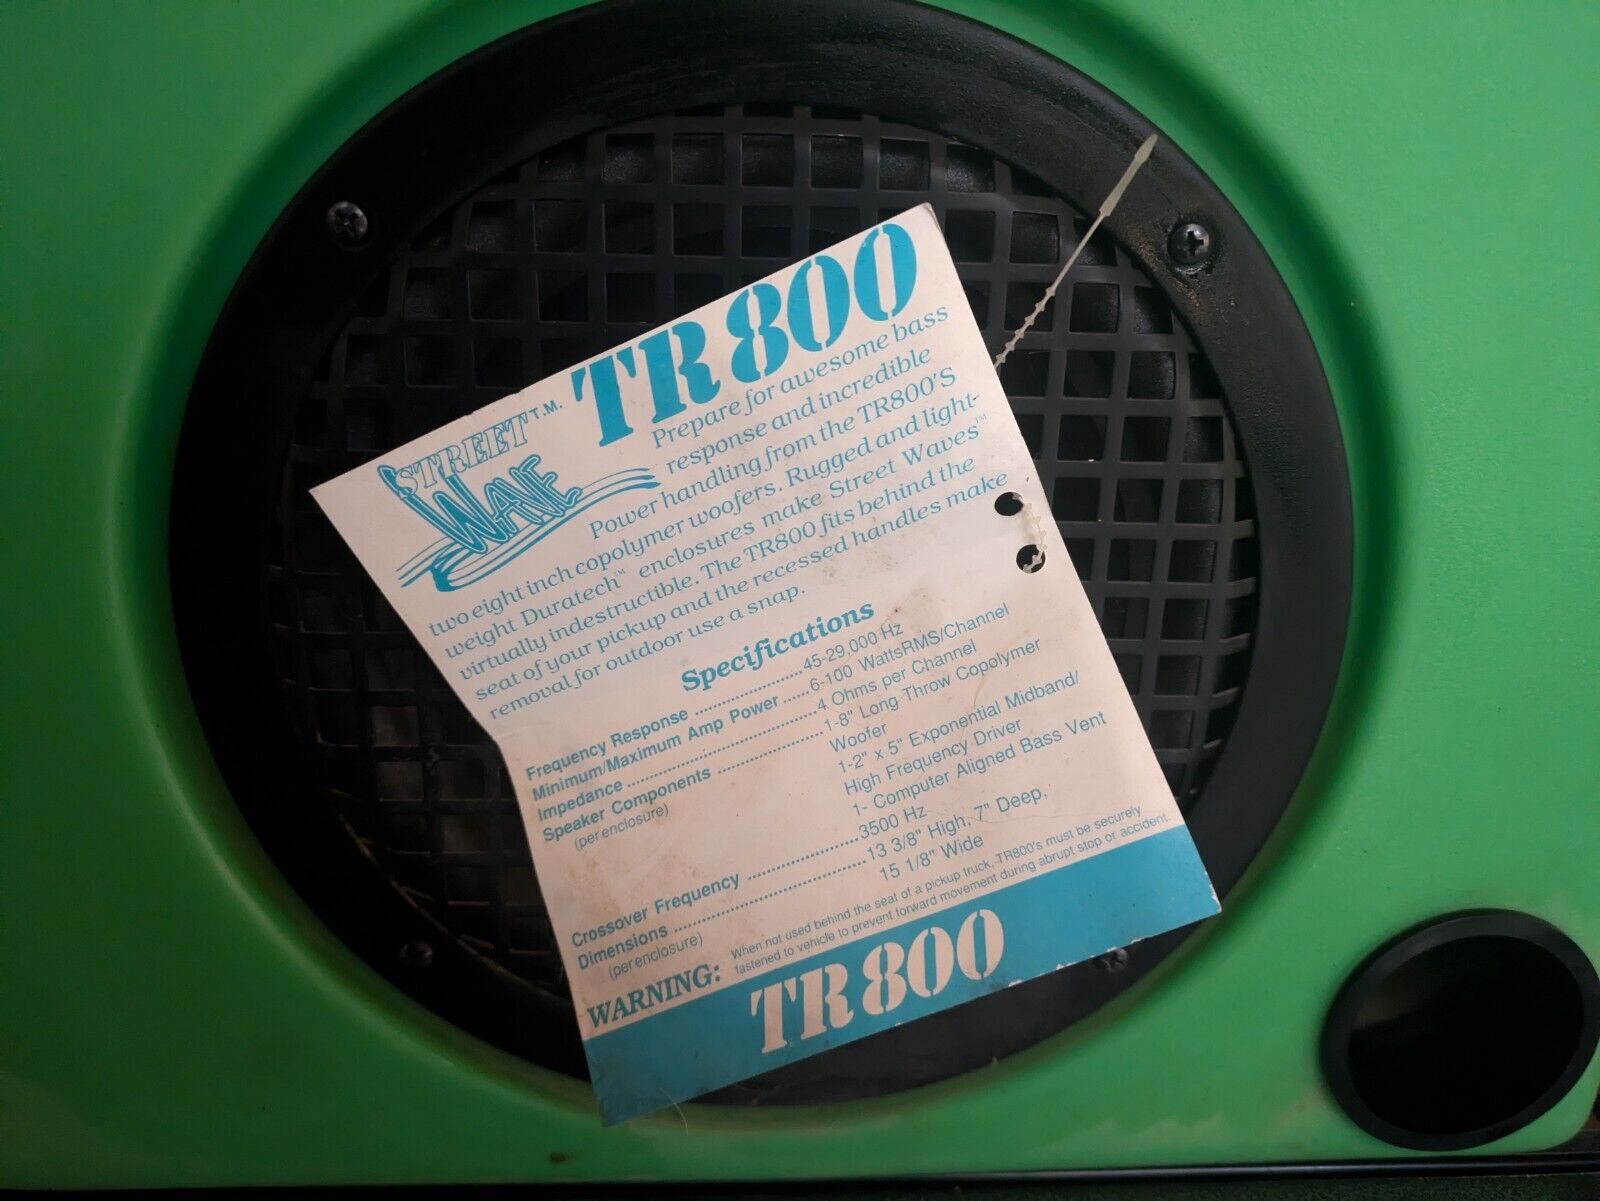 STREET T.M.
WAVE
TR800
Prepare for awesome bass
response and incredible
Power handling from the TR800'S
two eight inch copolymer woofers. Rugged and light-
weight Duratech™ enclosures make Street Waves™
virtually indestructible. The TR800 fits behind the
seat of your pickup and the recessed handles make
removal for outdoor use a snap.
Specifications
Frequency Response ........................ 45-29,000 Hz
Minimum/Maximum Amp Power ..... 6-100 WattsRMS/Channel
Impedance ........................................ 4 Ohms per Channel
Speaker Components ...................... 1-8" Long-Throw Copolymer
(per enclosure) Woofer
1-2" x 5" Exponential Midband/
High Frequency Driver
1- Computer Aligned Bass Vent
Crossover Frequency ...................... 3500 Hz
Dimensions ...................................... 13 3/8" High, 7" Deep,
(per enclosure) 15 1/8" Wide
WARNING: When not used behind the seat of a pickup truck, TR800's must be securely
fastened to vehicle to prevent forward movement during abrupt stop or accident.
TR800